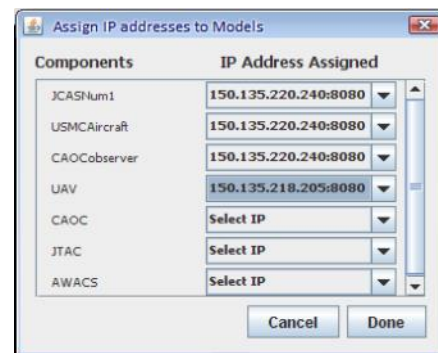 Assign IP addresses to Models
Components IP Address Assigned
JCASNum1 150.135.220.240:8080
USMCAircraft 150.135.220.240:8080
CAOCobserver 150.135.220.240:8080
UAV 150.135.218.205:8080
CAOC Select IP
JTAC Select IP
AWACS Select IP
Cancel Done